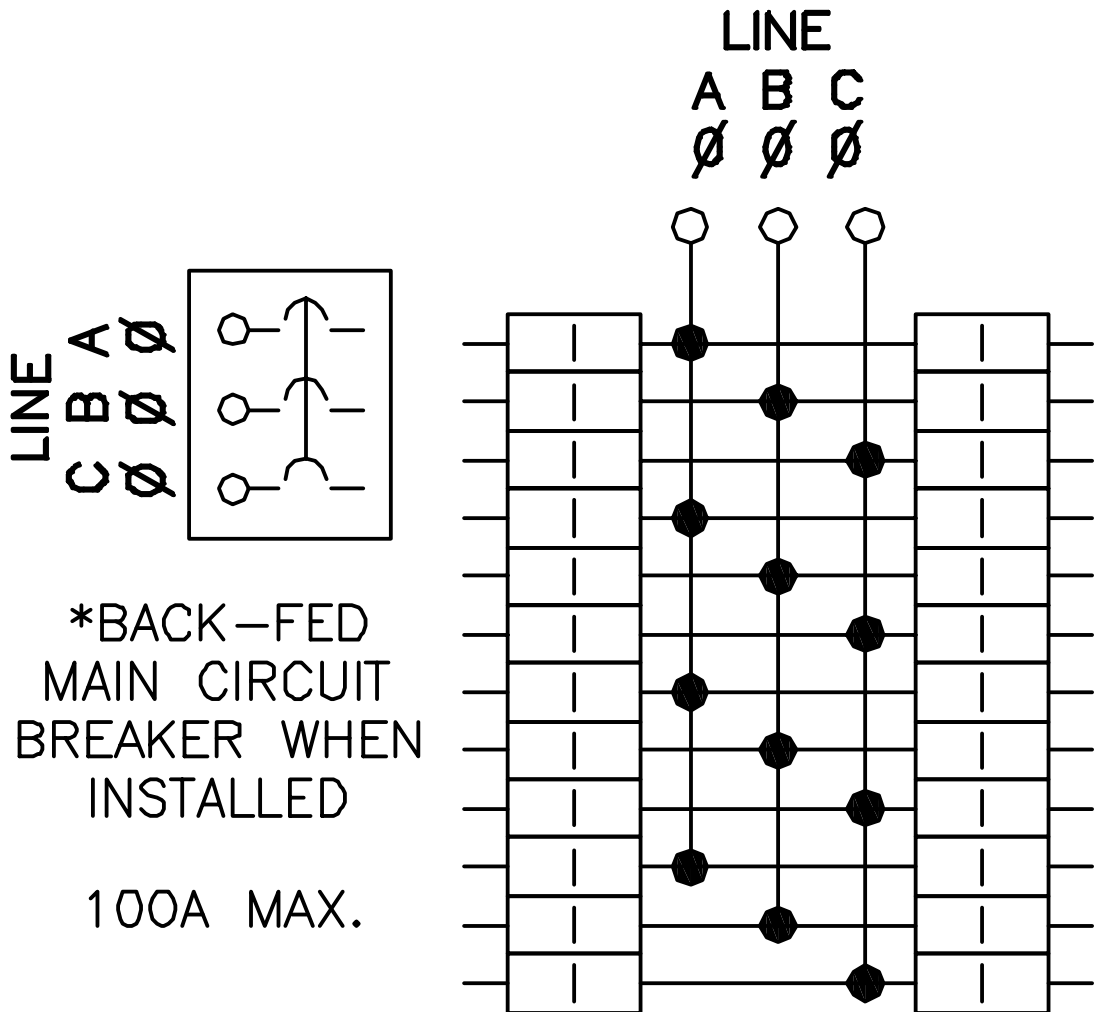 LINE
A B C
Ø Ø Ø
LINE
A Ø
B Ø
C Ø
*BACK-FED
MAIN CIRCUIT
BREAKER WHEN
INSTALLED
100A MAX.